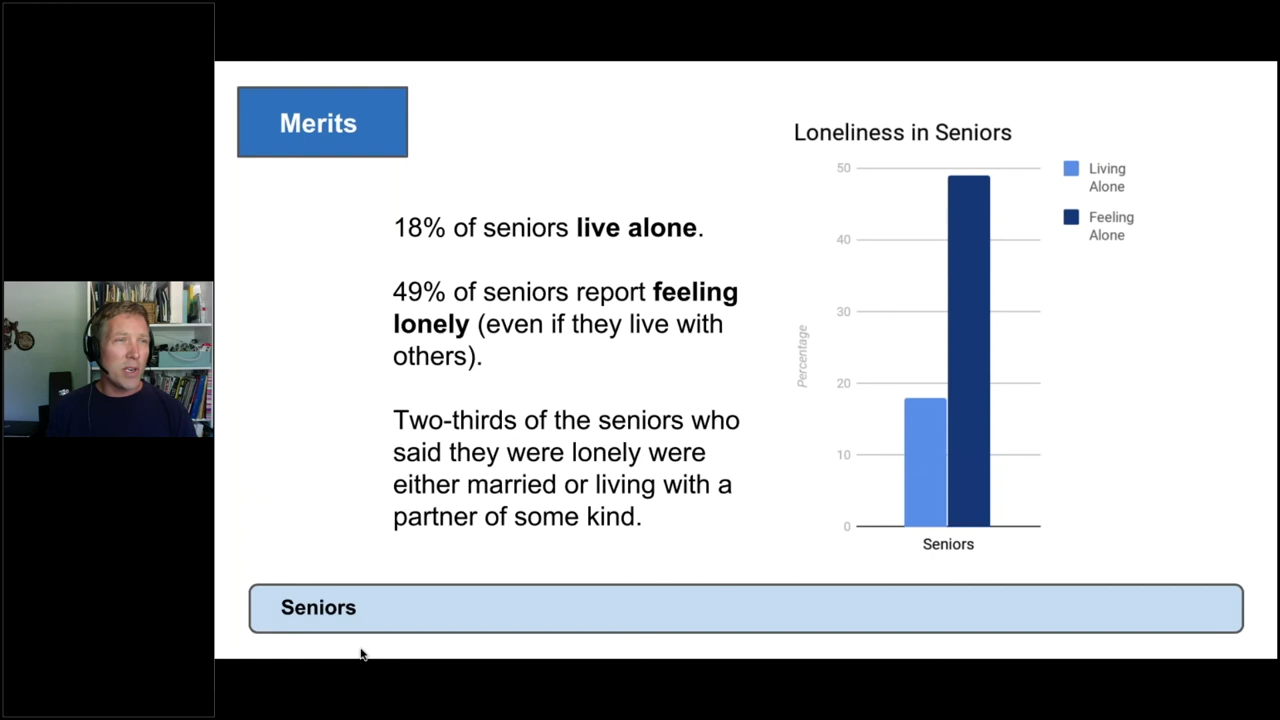 Merits
18% of seniors live alone.
49% of seniors report feeling
lonely (even if they live with
others).
Two-thirds of the seniors who
said they were lonely were
either married or living with a
partner of some kind.
Loneliness in Seniors
50
40
30
20
10
0
Percentage
Seniors
Living
Alone
Feeling
Alone
Seniors